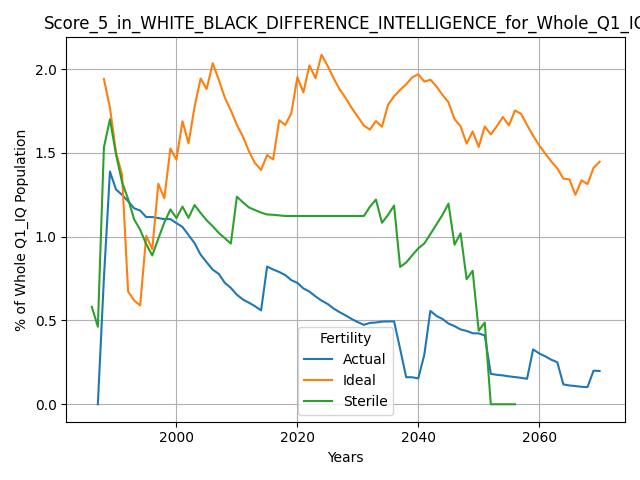 Score_5_in_WHITE_BLACK_DIFFERENCE_INTELLIGENCE_for_Whole_Q1_IQ
% of Whole Q1_IQ Population
2.0
1.5
1.0
0.5
0.0
Fertility
Actual
Ideal
Sterile
2000
2020
2040
2060
Years